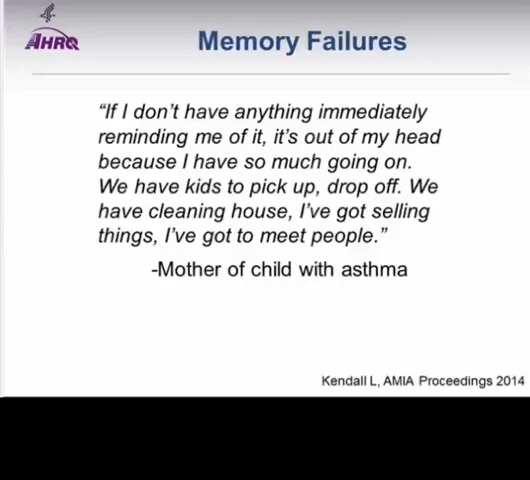 AHRQ
Memory Failures
“If I don’t have anything immediately
reminding me of it, it’s out of my head
because I have so much going on.
We have kids to pick up, drop off. We
have cleaning house, I’ve got selling
things, I’ve got to meet people.”
-Mother of child with asthma
Kendall L, AMIA Proceedings 2014